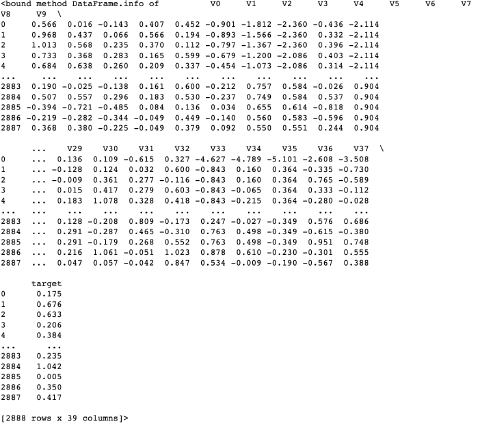 <bound method DataFrame.info of V0 V1 V2 V3 V4 V5 V6 V7
V8 V9 \
0 0.566 0.016 -0.143 0.407 0.452 -0.901 -1.812 -2.360 -0.436 -2.114
1 0.968 0.437 0.066 0.566 0.194 -0.893 -1.566 -2.360 0.332 -2.114
2 1.013 0.568 0.235 0.370 0.112 -0.797 -1.367 -2.360 0.396 -2.114
3 0.733 0.368 0.283 0.165 0.599 -0.679 -1.200 -2.086 0.403 -2.114
4 0.684 0.638 0.260 0.209 0.337 -0.454 -1.073 -2.086 0.314 -2.114
... ... ... ... ... ... ... ... ... ... ...
2883 0.190 -0.025 -0.138 0.161 0.600 -0.212 0.757 0.584 -0.026 0.904
2884 0.507 0.557 0.296 0.183 0.530 -0.237 0.749 0.584 0.537 0.904
2885 -0.394 -0.721 -0.485 0.084 0.136 0.034 0.655 0.614 -0.818 0.904
2886 -0.219 -0.282 -0.344 -0.049 0.449 -0.140 0.560 0.583 -0.596 0.904
2887 0.368 0.380 -0.225 -0.049 0.379 0.092 0.550 0.551 0.244 0.904
... V29 V30 V31 V32 V33 V34 V35 V36 V37 \
0 ... 0.136 0.109 -0.615 0.327 -4.627 -4.789 -5.101 -2.608 -3.508
1 ... -0.128 0.124 0.032 0.600 -0.843 0.160 0.364 -0.335 -0.730
2 ... -0.009 0.361 0.277 -0.116 -0.843 0.160 0.364 0.765 -0.589
3 ... 0.015 0.417 0.279 0.603 -0.843 -0.065 0.364 0.333 -0.112
4 ... 0.183 1.078 0.328 0.418 -0.843 -0.215 0.364 -0.280 -0.028
... ... ... ... ... ... ... ... ... ... ...
2883 ... 0.128 -0.208 0.809 -0.173 0.247 -0.027 -0.349 0.576 0.686
2884 ... 0.291 -0.287 0.465 -0.310 0.763 0.498 -0.349 -0.615 -0.380
2885 ... 0.291 -0.179 0.268 0.552 0.763 0.498 -0.349 0.951 0.748
2886 ... 0.216 1.061 -0.051 1.023 0.878 0.610 -0.230 -0.301 0.555
2887 ... 0.047 0.057 -0.042 0.847 0.534 -0.009 -0.190 -0.567 0.388
target
0 0.175
1 0.676
2 0.633
3 0.206
4 0.384
... ...
2883 0.235
2884 1.042
2885 0.005
2886 0.350
2887 0.417
[2888 rows x 39 columns]>